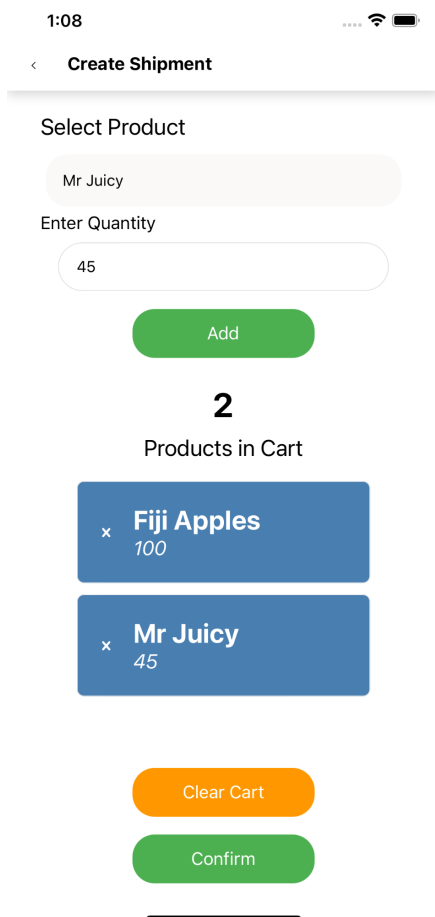 1:08
Create Shipment
Select Product
Mr Juicy
Enter Quantity
45
Add
2
Products in Cart
x Fiji Apples
100
x Mr Juicy
45
Clear Cart
Confirm